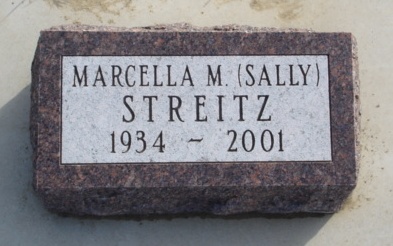 MARCELLA M. (SALLY)
STREITZ
1934 ~ 2001